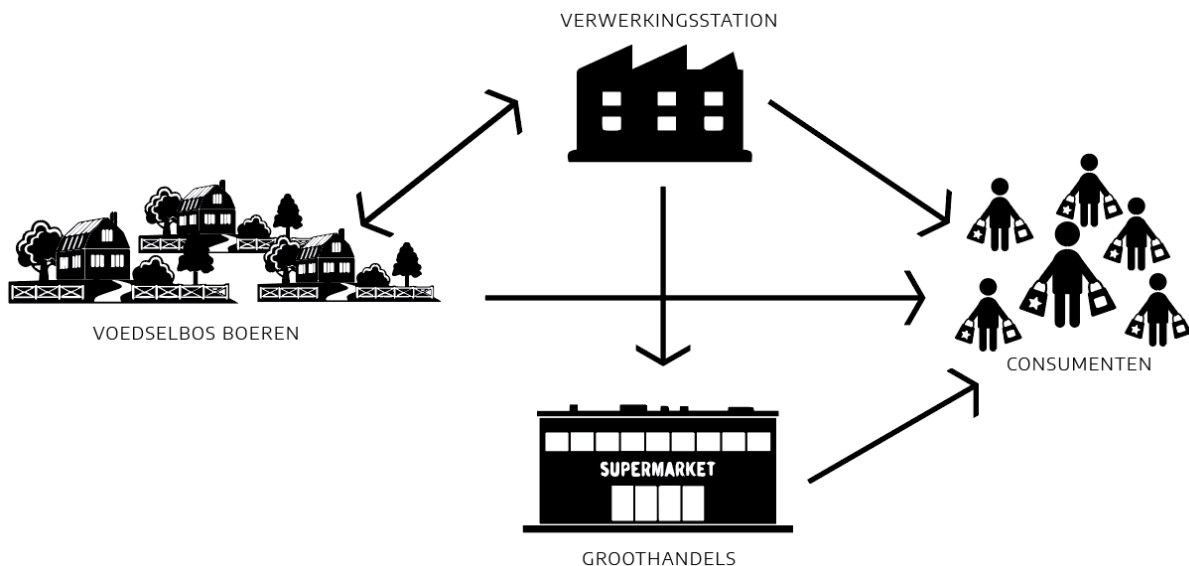 VERWERKINGSSTATION
VOEDSELBOS BOEREN
CONSUMENTEN
SUPERMARKET
GROOTHANDELS